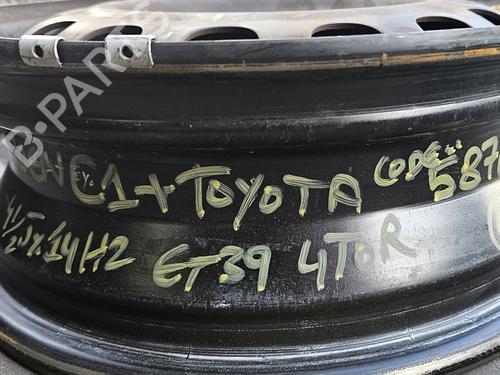 C1+TOYOTA CODE: 587
4½Jx14H2 ET39 4TOR
B-PARTS